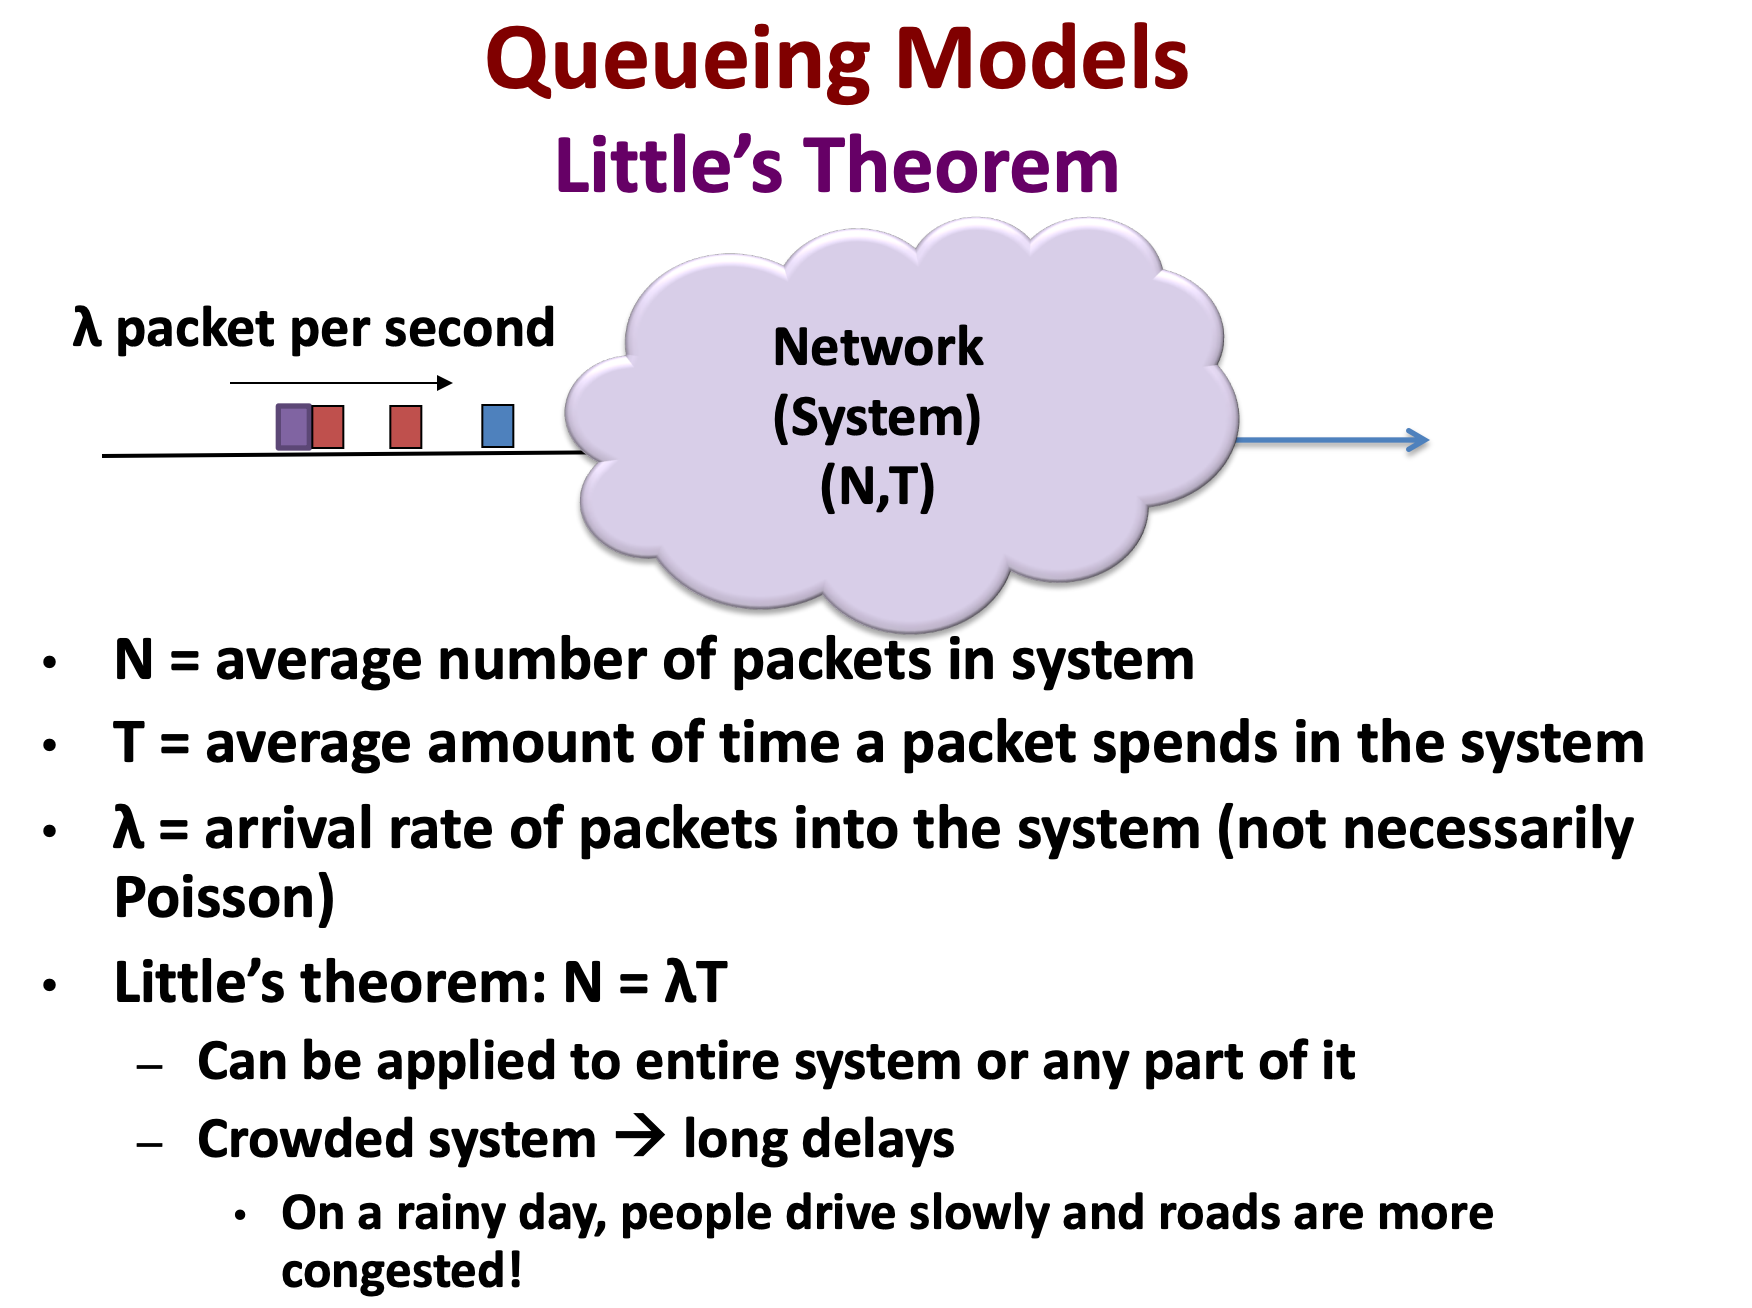 Queueing Models
Little’s Theorem
λ packet per second
Network
(System)
(N,T)
• N = average number of packets in system
• T = average amount of time a packet spends in the system
• λ = arrival rate of packets into the system (not necessarily
Poisson)
• Little’s theorem: N = λT
– Can be applied to entire system or any part of it
– Crowded system → long delays
• On a rainy day, people drive slowly and roads are more
congested!